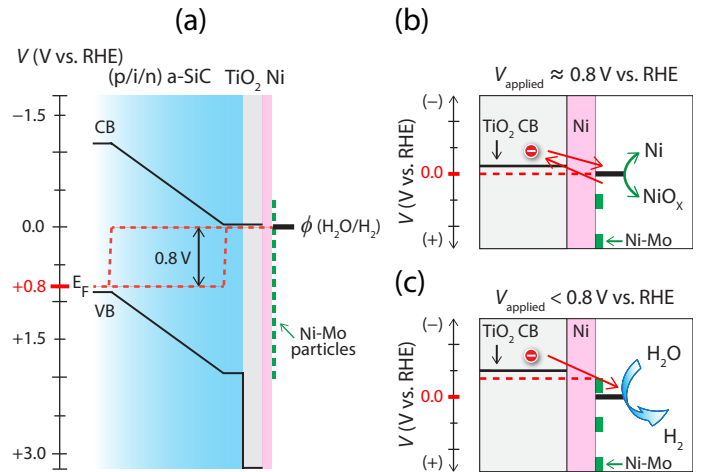 (a)
V (V vs. RHE)
(p/i/n) a-SiC TiO2 Ni
−1.5
CB
0.0
ϕ (H2O/H2)
0.8 V
+0.8
EF
VB
+1.5
Ni-Mo
particles
+3.0
(b)
Vapplied ≈ 0.8 V vs. RHE
(−)
V (V vs. RHE)
0.0
(+)
TiO2 CB
Ni
Ni
NiOx
Ni-Mo
(c)
Vapplied < 0.8 V vs. RHE
(−)
V (V vs. RHE)
0.0
(+)
TiO2 CB
Ni
H2O
H2
Ni-Mo